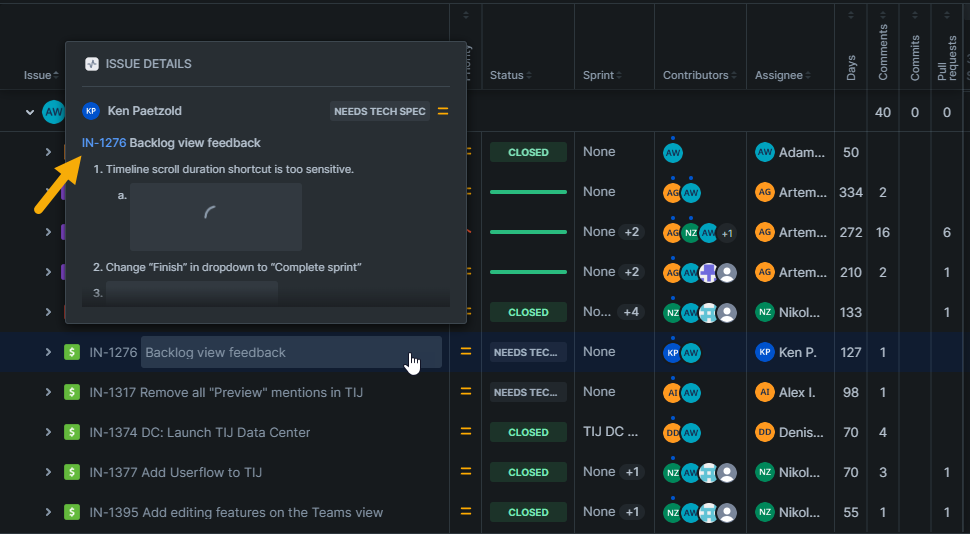 Issue
Priority
Status
Sprint
Contributors
Assignee
Days
Comments
Commits
Pull requests
AW
40 0 0
ISSUE DETAILS
KP Ken Paetzold NEEDS TECH SPEC
IN-1276 Backlog view feedback
1. Timeline scroll duration shortcut is too sensitive.
a.
2. Change “Finish” in dropdown to “Complete sprint”
3.
CLOSED None AW AW Adam... 50
None AG AW AG Artem... 334 2
None +2 AG NZ AW +1 AG Artem... 272 16 6
None +2 AG AW AG Artem... 210 2 1
CLOSED No... +4 NZ AW NZ Nikol... 133 1
$ IN-1276 Backlog view feedback NEEDS TEC... None KP AW KP Ken P. 127 1
$ IN-1317 Remove all "Preview" mentions in TIJ NEEDS TEC... None AI AW AI Alex I. 98 1
$ IN-1374 DC: Launch TIJ Data Center CLOSED TIJ DC ... DD AW DD Denis... 70 4
$ IN-1377 Add Userflow to TIJ CLOSED None +1 NZ AW NZ Nikol... 70 3 1
$ IN-1395 Add editing features on the Teams view CLOSED None +1 NZ AW NZ Nikol... 55 1 1